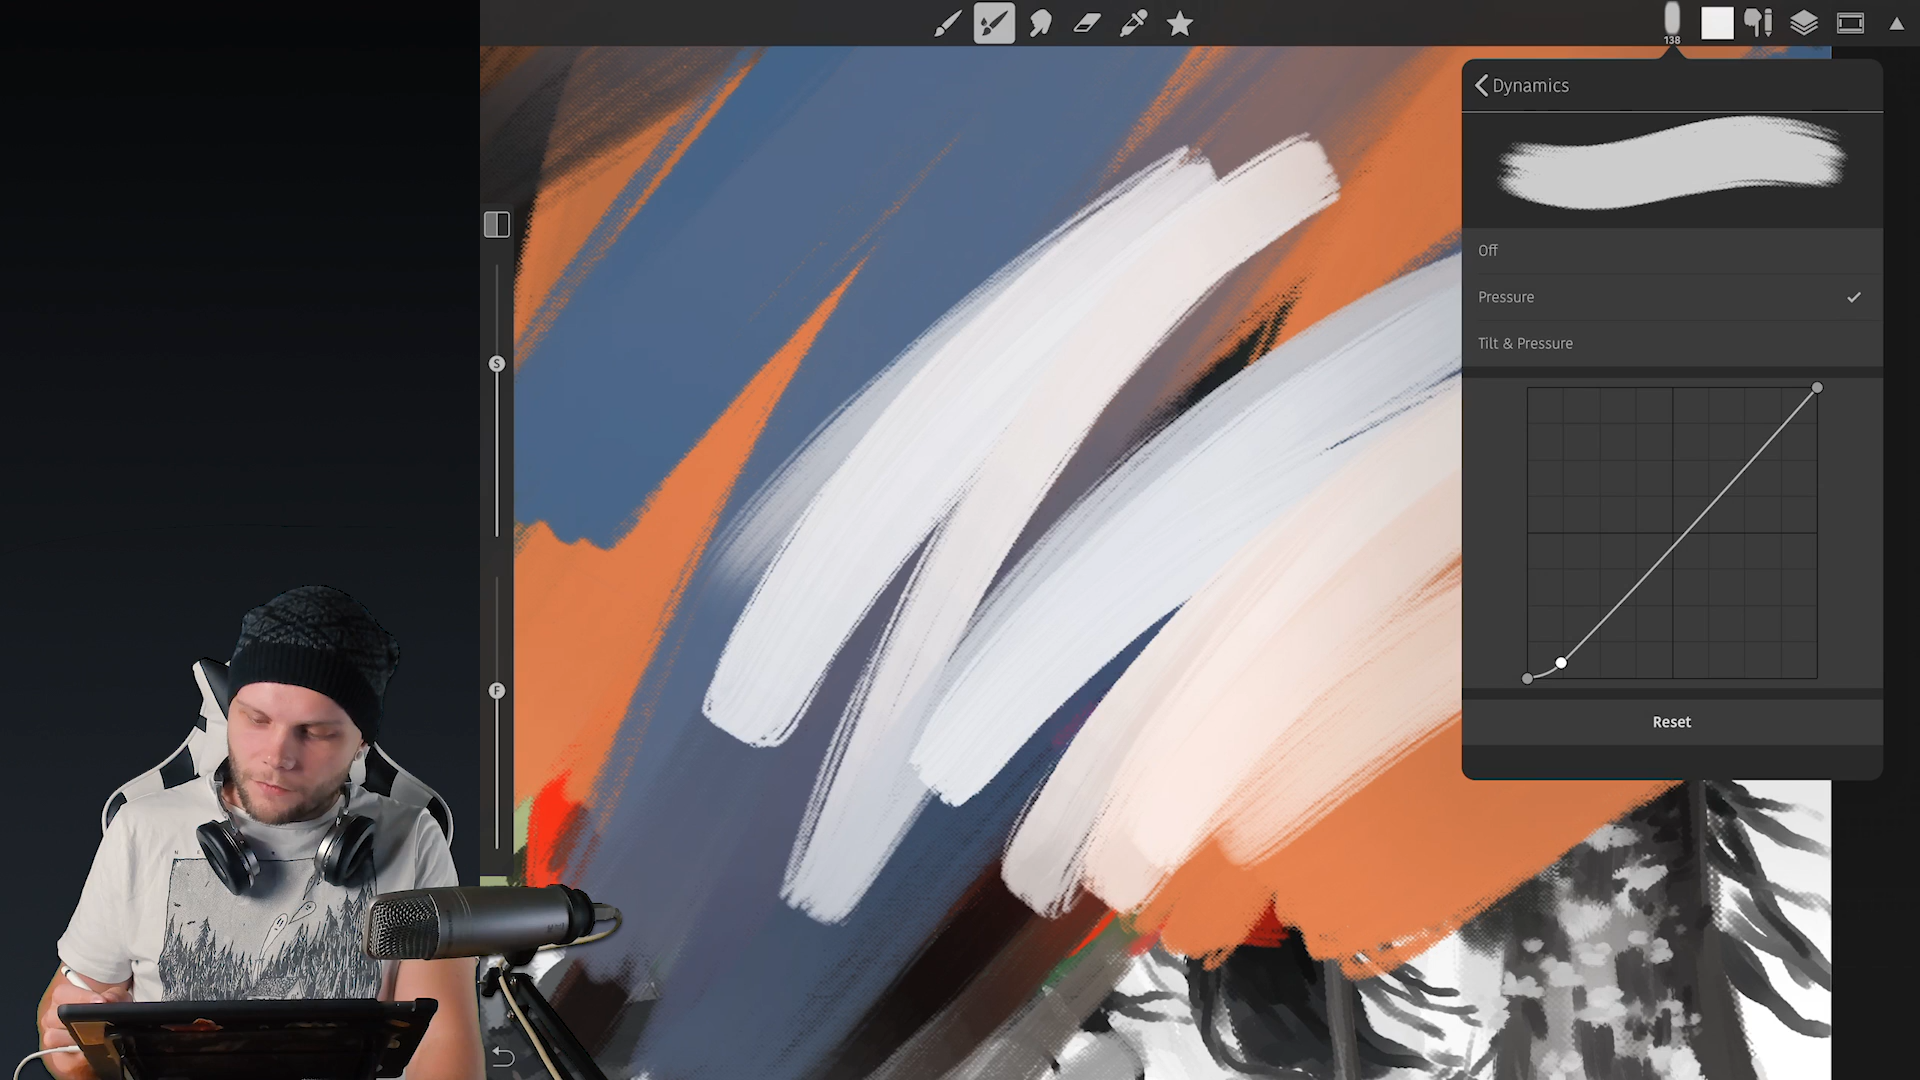 138
Dynamics
Off
Pressure
Tilt & Pressure
S
F
Reset